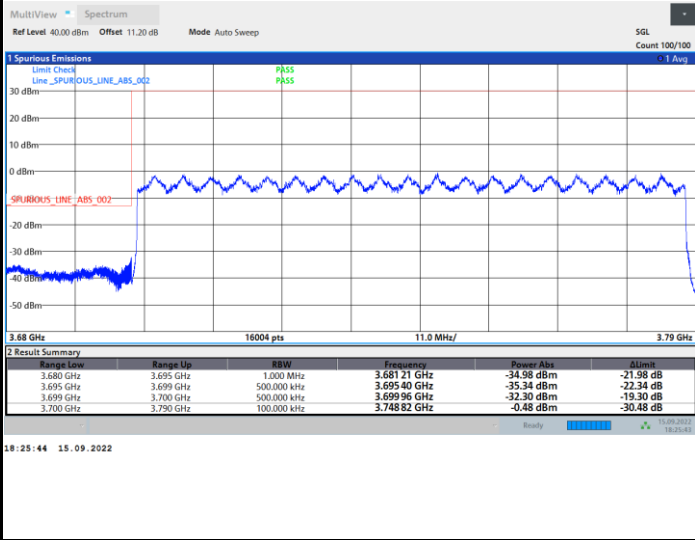 MultiView Spectrum
Ref Level 40.00 dBm Offset 11.20 dB Mode Auto Sweep SGL
Count 100/100
1 Spurious Emissions 1 Avg
Limit Check PASS
Line _SPURIOUS_LINE_ABS_002 PASS
30 dBm
20 dBm
10 dBm
0 dBm
_SPURIOUS_LINE_ABS_002
-20 dBm
-30 dBm
-40 dBm
-50 dBm
3.68 GHz 16004 pts 11.0 MHz/ 3.79 GHz
2 Result Summary
Range Low Range Up RBW Frequency Power Abs ΔLimit
3.680 GHz 3.695 GHz 1.000 MHz 3.681 21 GHz -34.98 dBm -21.98 dB
3.695 GHz 3.699 GHz 500.000 kHz 3.695 40 GHz -35.34 dBm -22.34 dB
3.699 GHz 3.700 GHz 500.000 kHz 3.699 96 GHz -32.30 dBm -19.30 dB
3.700 GHz 3.790 GHz 100.000 kHz 3.748 82 GHz -0.48 dBm -30.48 dB
Ready 15.09.2022
18:25:43
18:25:44 15.09.2022